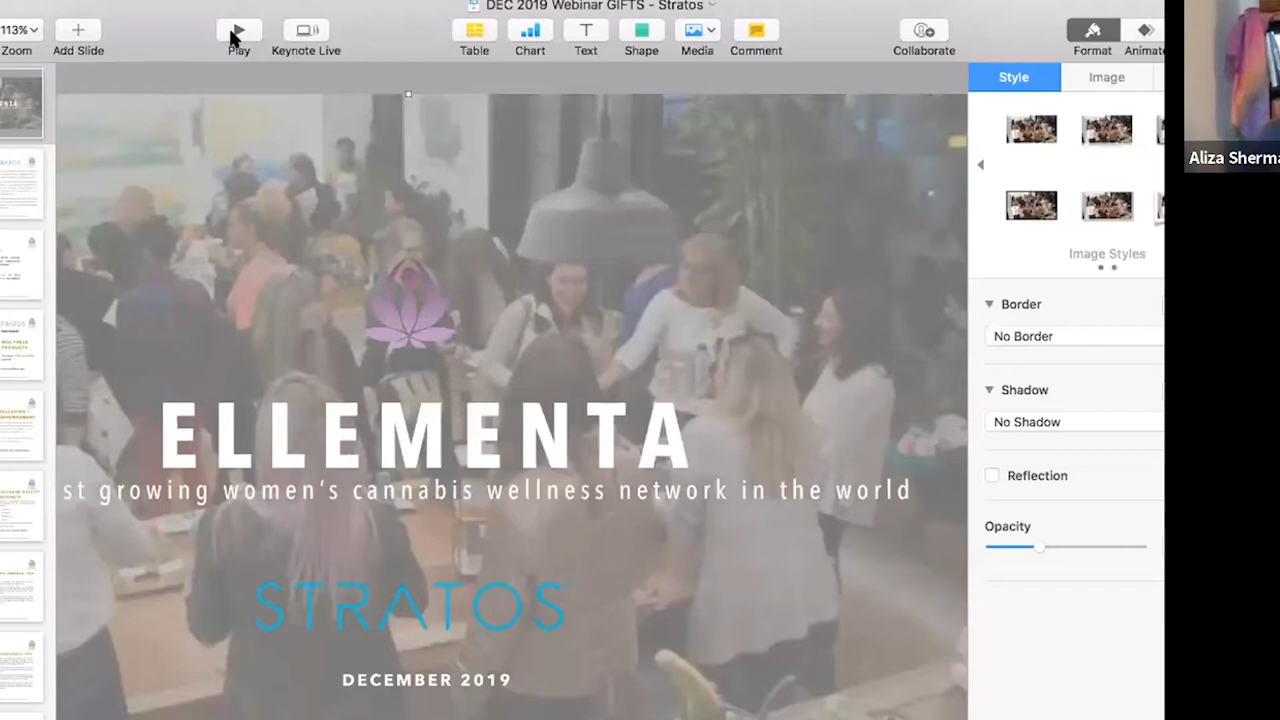 DEC 2019 Webinar GIFTS - Stratos
113%
Zoom
Add Slide
Play
Keynote Live
Table
Chart
Text
Shape
Media
Comment
Collaborate
Format
Animate
Style
Image
Aliza Sherma
Image Styles
Border
No Border
Shadow
No Shadow
Reflection
Opacity
ELLEMENTA
st growing women's cannabis wellness network in the world
STRATOS
DECEMBER 2019